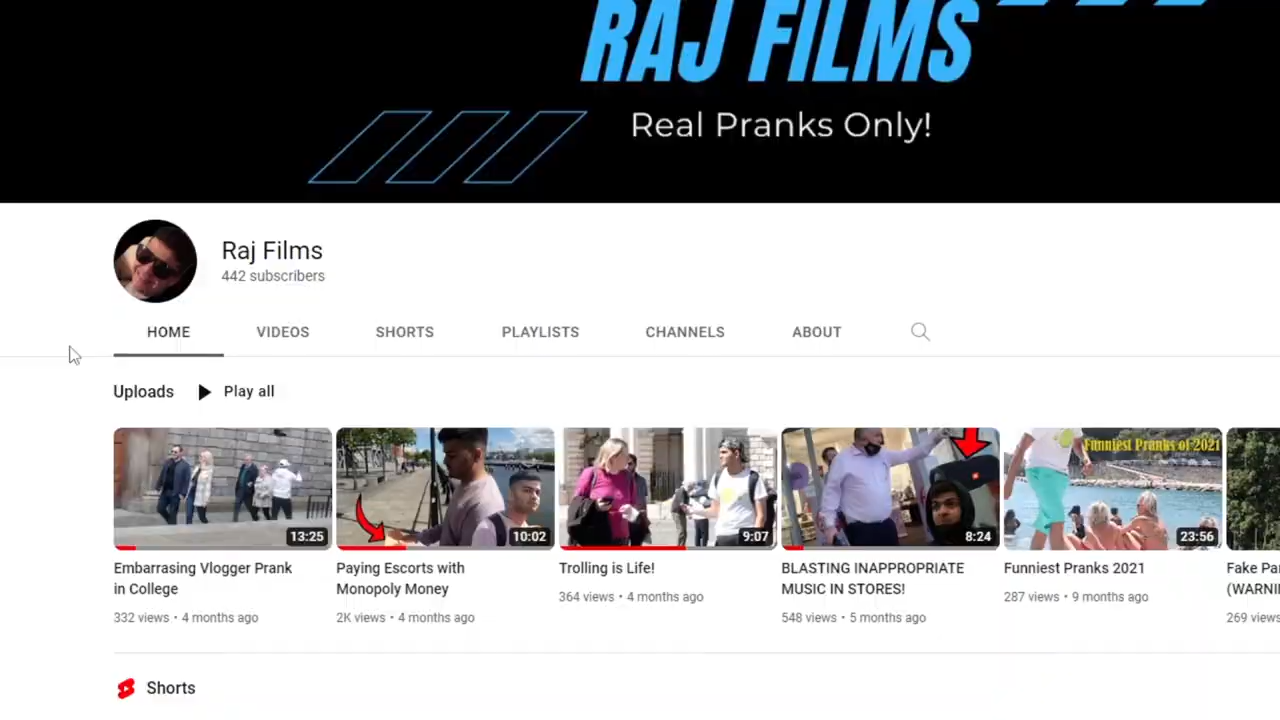 RAJ FILMS
Real Pranks Only!
Raj Films
442 subscribers
HOME VIDEOS SHORTS PLAYLISTS CHANNELS ABOUT
Uploads Play all
Funniest Pranks of 2021
13:25 10:02 9:07 8:24 23:56
Embarrasing Vlogger Prank
in College
332 views • 4 months ago
Paying Escorts with
Monopoly Money
2K views • 4 months ago
Trolling is Life!
364 views • 4 months ago
BLASTING INAPPROPRIATE
MUSIC IN STORES!
548 views • 5 months ago
Funniest Pranks 2021
287 views • 9 months ago
Fake Pa
(WARNI
269 views
Shorts